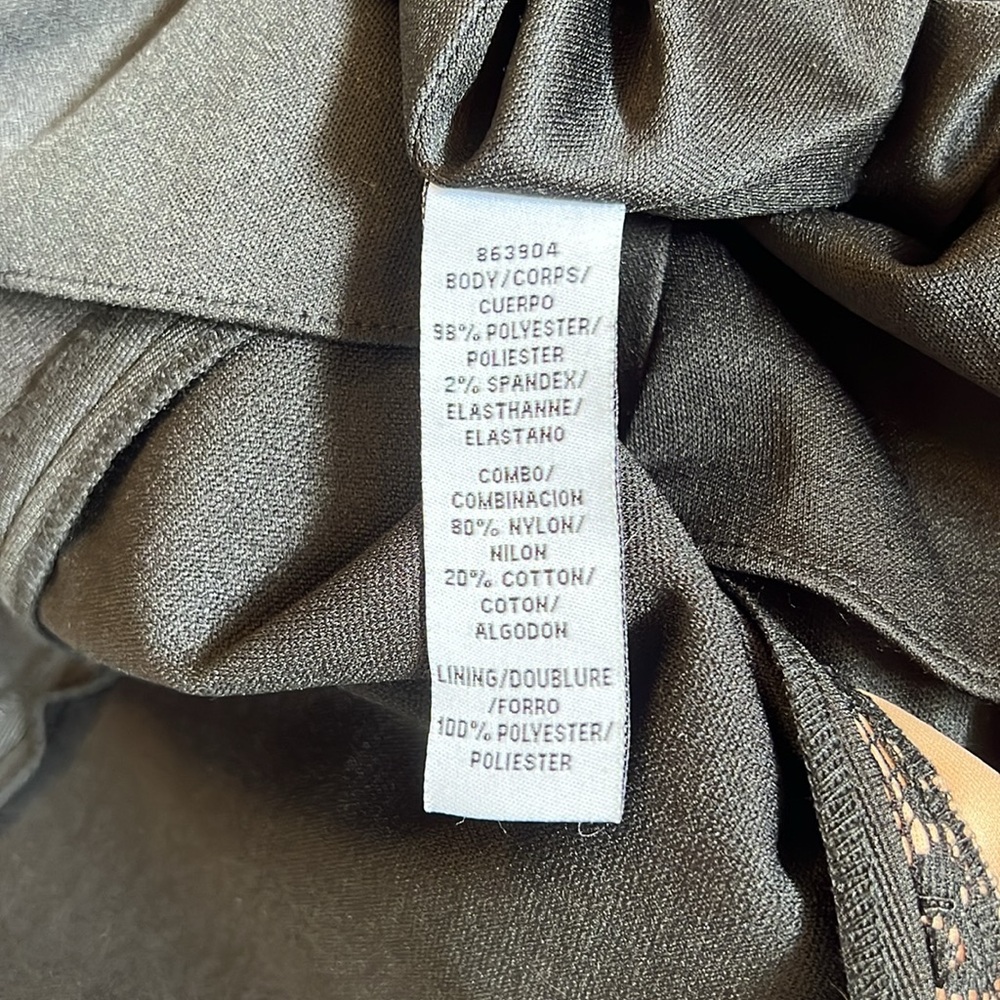 863904
BODY/CORPS/
CUERPO
98% POLYESTER/
POLIESTER
2% SPANDEX/
ELASTHANNE/
ELASTANO
COMBO/
COMBINACION
80% NYLON/
NILON
20% COTTON/
COTON/
ALGODON
LINING/DOUBLURE
/FORRO
100% POLYESTER/
POLIESTER